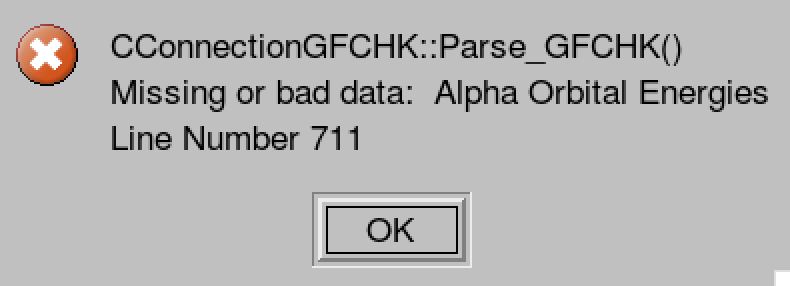 CConnectionGFCHK::Parse_GFCHK()
Missing or bad data:  Alpha Orbital Energies
Line Number 711
OK